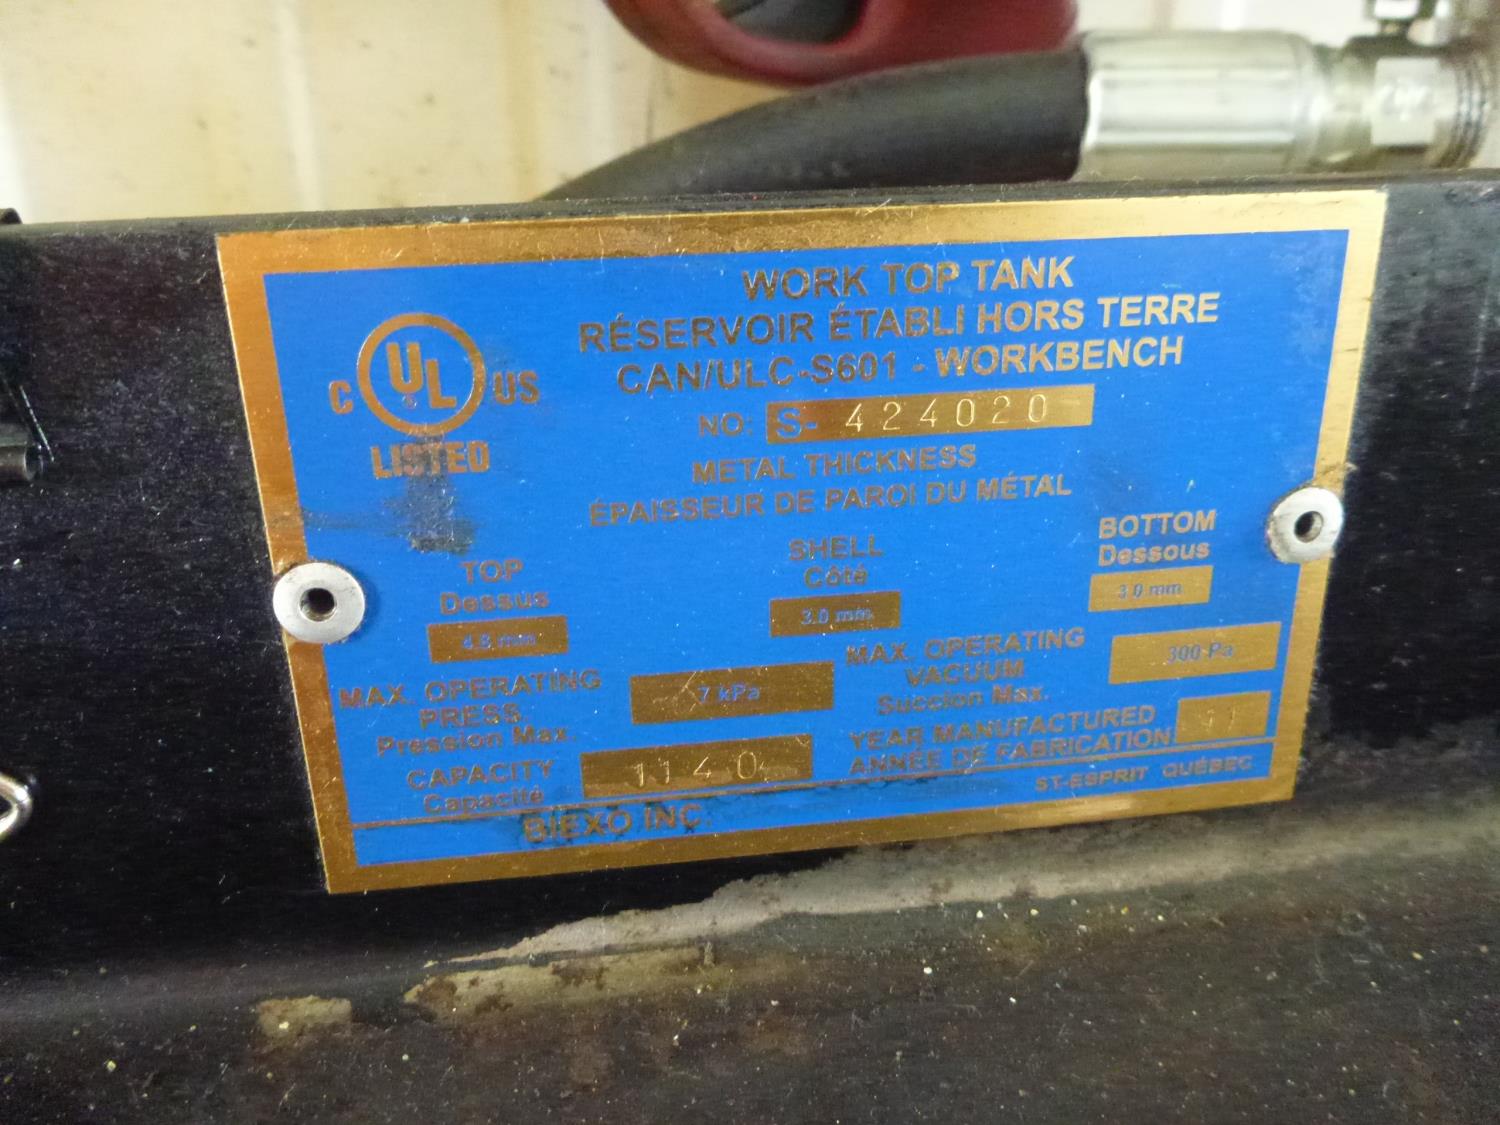 WORK TOP TANK
RÉSERVOIR ÉTABLI HORS TERRE
CAN/ULC-S601 - WORKBENCH
C UL US
LISTED
NO: S- 424020
METAL THICKNESS
ÉPAISSEUR DE PAROI DU MÉTAL
TOP
Dessus
4.8 mm
SHELL
Côté
3.0 mm
BOTTOM
Dessous
3.0 mm
MAX. OPERATING
PRESS.
Pression Max.
7 kPa
MAX. OPERATING
VACUUM
Succion Max.
300 Pa
CAPACITY
Capacité
1140
YEAR MANUFACTURED
ANNÉE DE FABRICATION
BIEXO INC.
ST-ESPRIT QUÉBEC